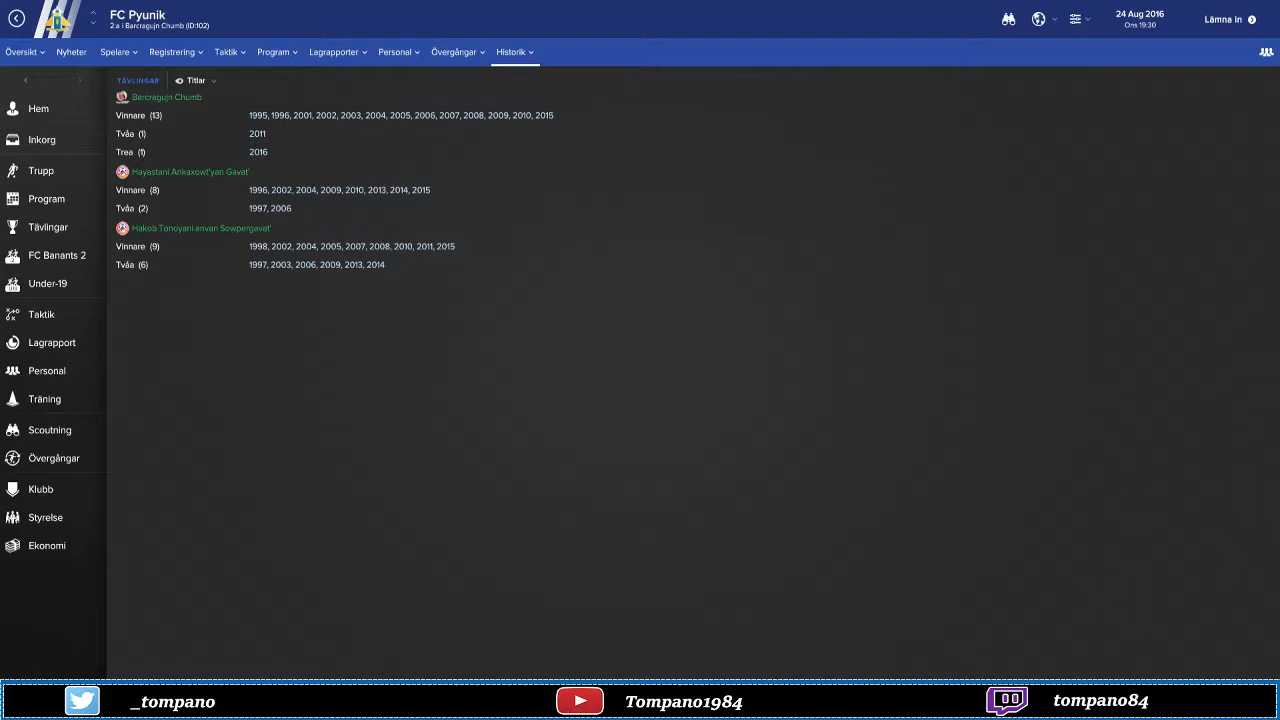 FC Pyunik
2:a i Barcragujn Chumb (ID:102)
24 Aug 2016
Ons 19:30
Lämna in
Översikt Nyheter Spelare Registrering Taktik Program Lagrapporter Personal Övergångar Historik
TÄVLINGAR Titlar
Hem
Inkorg
Trupp
Program
Tävlingar
FC Banants 2
Under-19
Taktik
Lagrapport
Personal
Träning
Scoutning
Övergångar
Klubb
Styrelse
Ekonomi
Barcragujn Chumb
Vinnare (13) 1995, 1996, 2001, 2002, 2003, 2004, 2005, 2006, 2007, 2008, 2009, 2010, 2015
Tvåa (1) 2011
Trea (1) 2016
Hayastani Ankaxowt'yan Gavat'
Vinnare (8) 1996, 2002, 2004, 2009, 2010, 2013, 2014, 2015
Tvåa (2) 1997, 2006
Hakob Tonoyani anvan Sowpergavat'
Vinnare (9) 1998, 2002, 2004, 2005, 2007, 2008, 2010, 2011, 2015
Tvåa (6) 1997, 2003, 2006, 2009, 2013, 2014
_tompano Tompano1984 tompano84